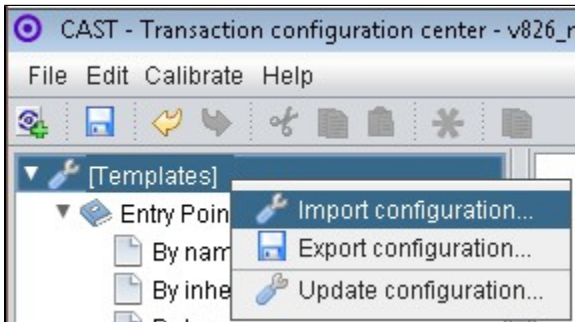 CAST - Transaction configuration center - v826_
File Edit Calibrate Help
[Templates]
Import configuration...
Entry Poin
Export configuration...
By nam
Update configuration...
By inhe